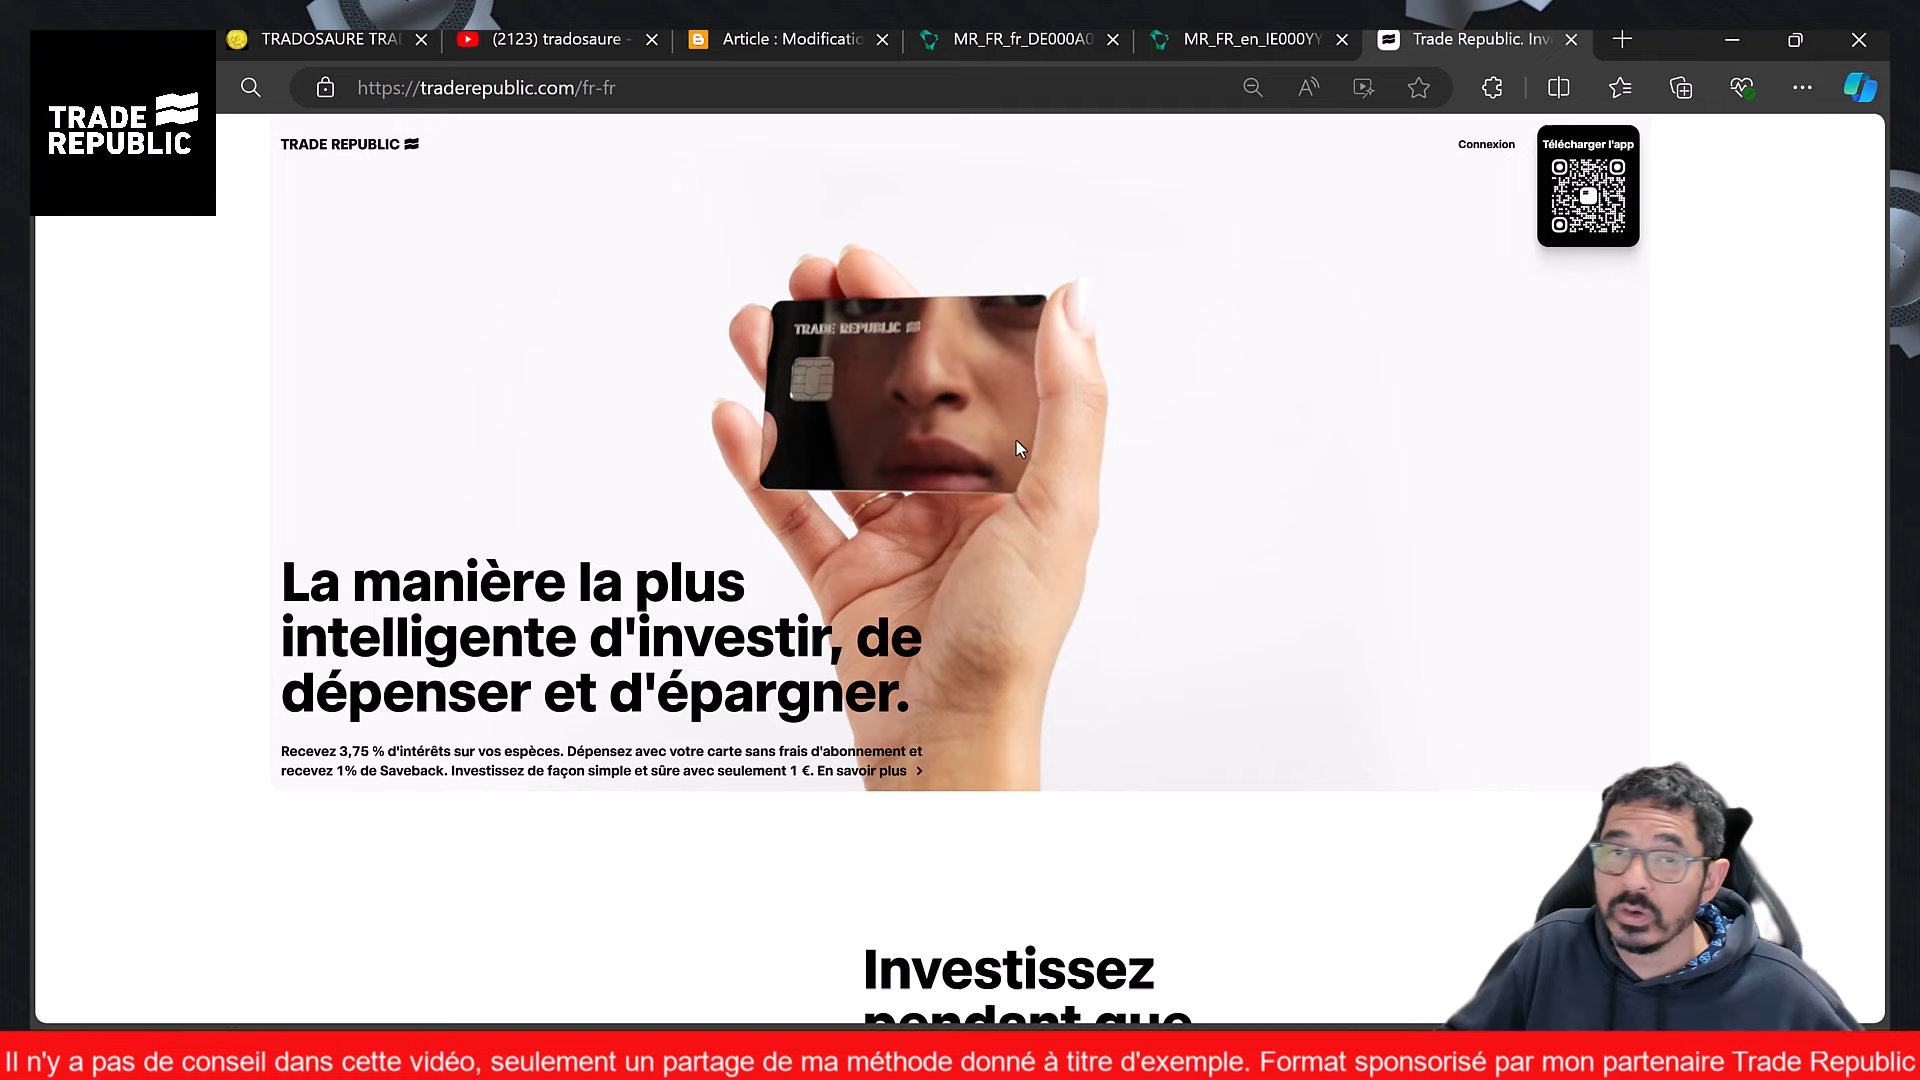 TRADOSAURE TRA
(2123) tradosaure -
Article : Modificatio
MR_FR_fr_DE000A0
MR_FR_en_IE000YY
Trade Republic. Inv
https://traderepublic.com/fr-fr
TRADE
REPUBLIC
TRADE REPUBLIC
Connexion
Télécharger l'app
TRADE REPUBLIC
La manière la plus
intelligente d'investir, de
dépenser et d'épargner.
Recevez 3,75 % d'intérêts sur vos espèces. Dépensez avec votre carte sans frais d'abonnement et
recevez 1% de Saveback. Investissez de façon simple et sûre avec seulement 1 €. En savoir plus >
Investissez
pendant que
Il n'y a pas de conseil dans cette vidéo, seulement un partage de ma méthode donné à titre d'exemple. Format sponsorisé par mon partenaire Trade Republic